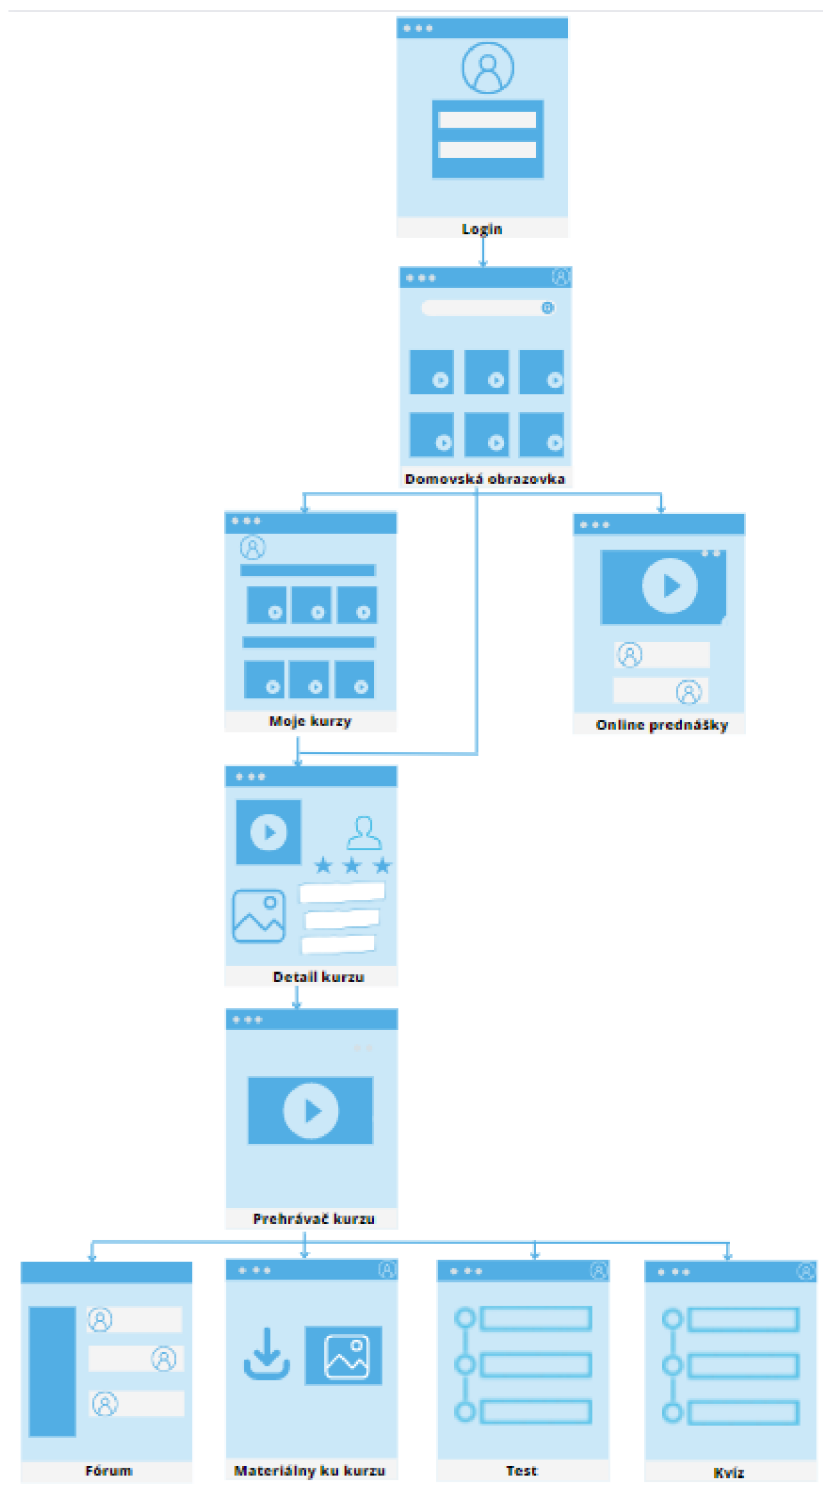 Login
Domovská obrazovka
Moje kurzy
Online prednášky
Detail kurzu
Prehrávač kurzu
Fórum
Materiálny ku kurzu
Test
Kvíz